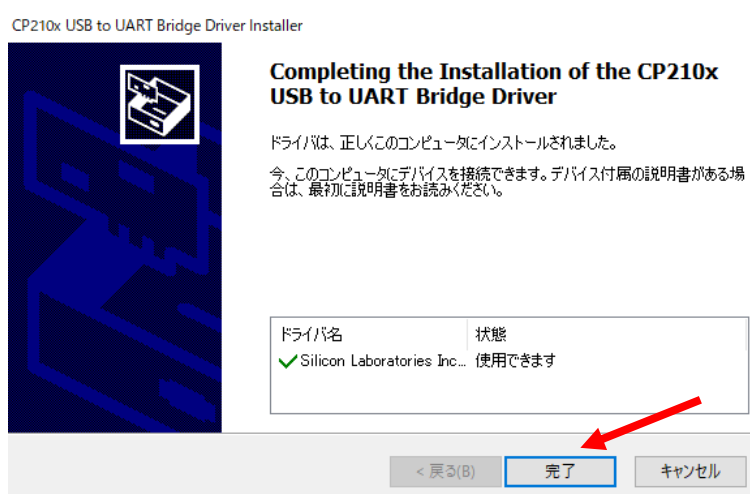 CP210x USB to UART Bridge Driver Installer
Completing the Installation of the CP210x
USB to UART Bridge Driver
ドライバは、正しくこのコンピュータにインストールされました。
今、このコンピュータにデバイスを接続できます。デバイス付属の説明書がある場
合は、最初に説明書をお読みください。
ドライバ名 状態
Silicon Laboratories Inc... 使用できます
< 戻る(B) 完了 キャンセル